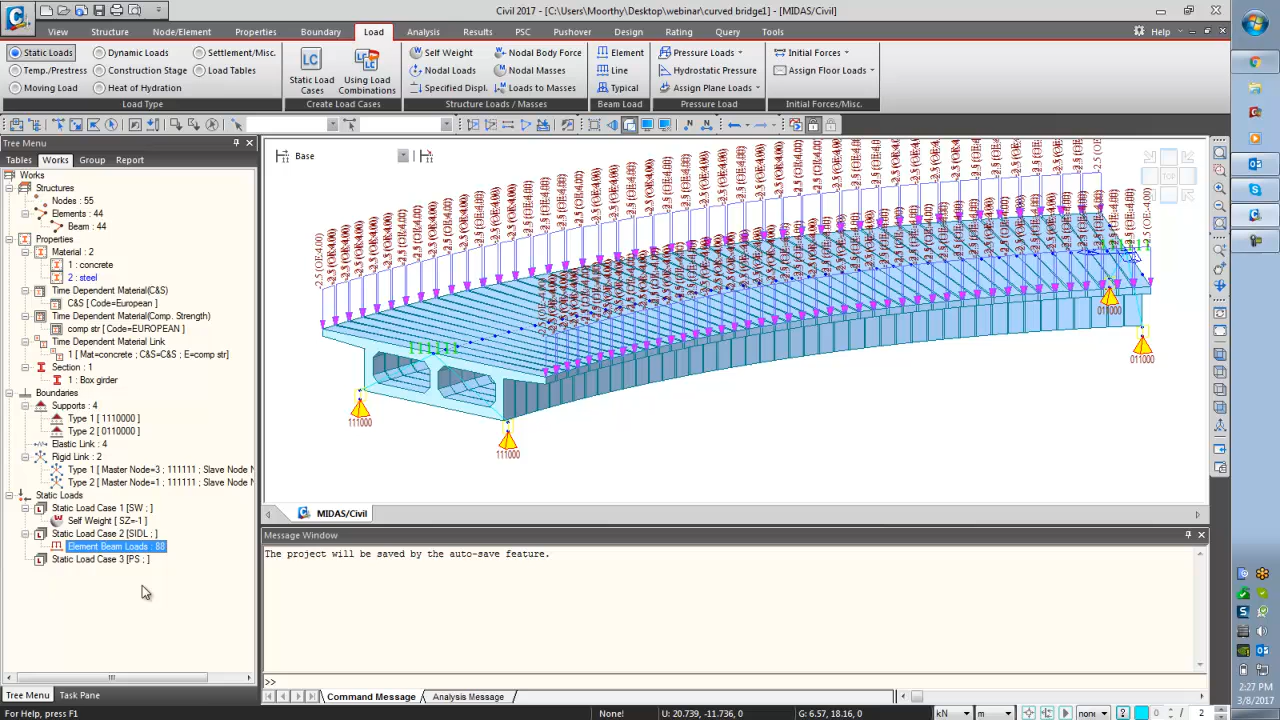 Civil 2017 - [C:\Users\Moorthy\Desktop\webinar\curved bridge1] - [MIDAS/Civil]
View Structure Node/Element Properties Boundary Load Analysis Results PSC Pushover Design Rating Query Tools Help
Static Loads Dynamic Loads Settlement/Misc.
Temp./Prestress Construction Stage Load Tables
Moving Load Heat of Hydration
Load Type
Static Load Cases
Using Load Combinations
Create Load Cases
Self Weight Nodal Body Force
Nodal Loads Nodal Masses
Specified Displ. Loads to Masses
Structure Loads / Masses
Element
Line
Typical
Beam Load
Pressure Loads
Hydrostatic Pressure
Assign Plane Loads
Pressure Load
Initial Forces
Assign Floor Loads
Initial Forces/Misc.
Tree Menu
Tables Works Group Report
Works
Structures
Nodes : 55
Elements : 44
Beam : 44
Properties
Material : 2
1 : concrete
2 : steel
Time Dependent Material(C&S)
C&S [ Code=European ]
Time Dependent Material(Comp. Strength)
comp str [ Code=EUROPEAN ]
Time Dependent Material Link
1 [ Mat=concrete ; C&S=C&S ; E=comp str]
Section : 1
1 : Box girder
Boundaries
Supports : 4
Type 1 [ 1110000 ]
Type 2 [ 0110000 ]
Elastic Link : 4
Rigid Link : 2
Type 1 [ Master Node=3 ; 111111 ; Slave Node N
Type 2 [ Master Node=1 ; 111111 ; Slave Node N
Static Loads
Static Load Case 1 [SW ; ]
Self Weight [ SZ=-1 ]
Static Load Case 2 [SIDL ; ]
Element Beam Loads : 88
Static Load Case 3 [PS ; ]
Tree Menu Task Pane
Base
TOP
-2.5 (OE:4.00)
111111
111000
111000
011000
011000
MIDAS/Civil
Message Window
The project will be saved by the auto-save feature.
>>
Command Message Analysis Message
For Help, press F1
None!
U: 20.739, -11.736, 0
G: 6.57, 18.16, 0
kN
m
none
0 / 2
2:27 PM
3/8/2017